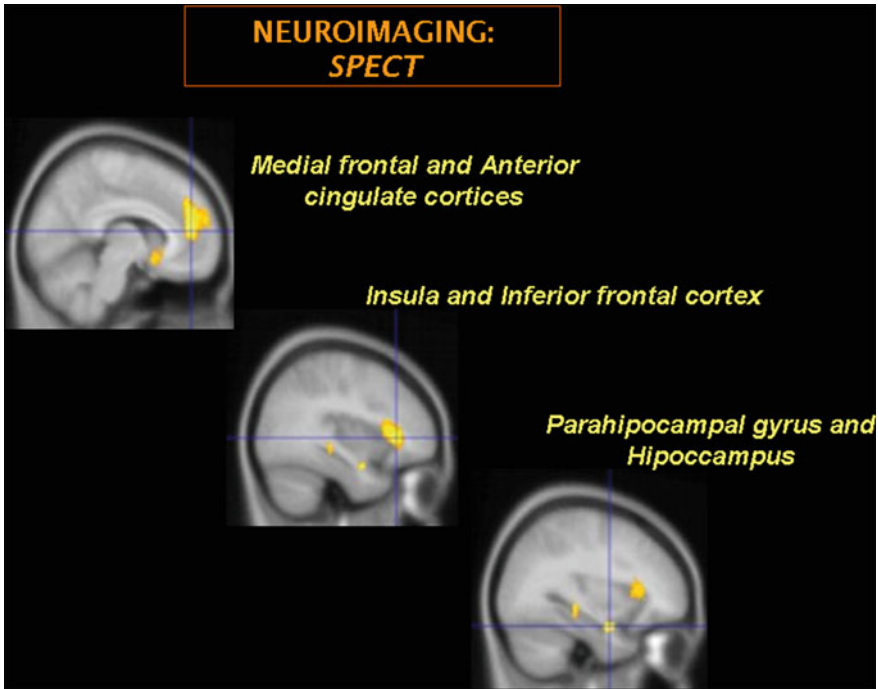 NEUROIMAGING:
SPECT
Medial frontal and Anterior
cingulate cortices
Insula and Inferior frontal cortex
Parahipocampal gyrus and
Hipoccampus